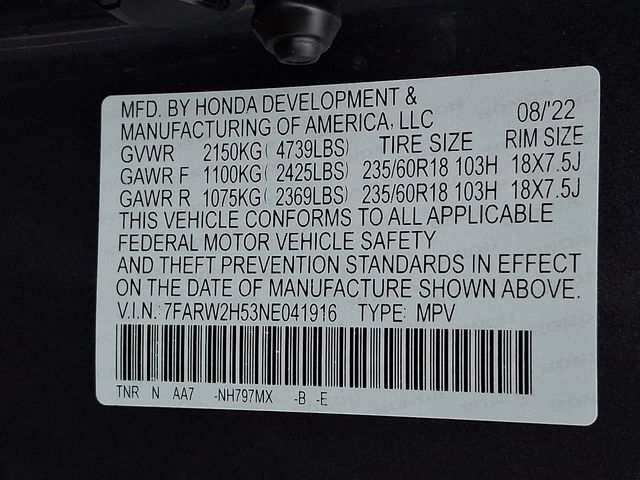 MFD. BY HONDA DEVELOPMENT &
MANUFACTURING OF AMERICA, LLC 08/'22
GVWR 2150KG( 4739LBS) TIRE SIZE RIM SIZE
GAWR F 1100KG( 2425LBS) 235/60R18 103H 18X7.5J
GAWR R 1075KG( 2369LBS) 235/60R18 103H 18X7.5J
THIS VEHICLE CONFORMS TO ALL APPLICABLE
FEDERAL MOTOR VEHICLE SAFETY
AND THEFT PREVENTION STANDARDS IN EFFECT
ON THE DATE OF MANUFACTURE SHOWN ABOVE.
V.I.N.: 7FARW2H53NE041916 TYPE: MPV
TNR N AA7 -NH797MX -B -E